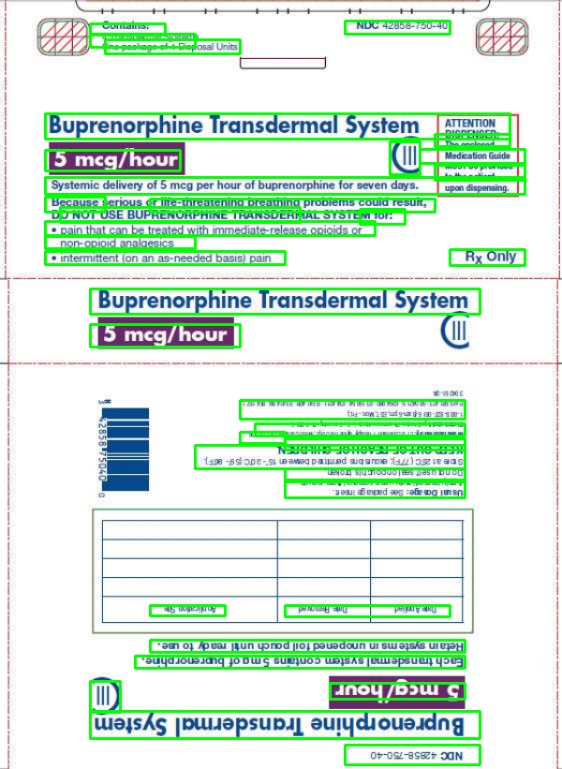 Contains:
One package of 4 Disposal Units
NDC 42858-750-40
Buprenorphine Transdermal System
5 mcg/hour
CIII
Systemic delivery of 5 mcg per hour of buprenorphine for seven days.
Because serious or life-threatening breathing problems could result,
DO NOT USE BUPRENORPHINE TRANSDERMAL SYSTEM for:
• pain that can be treated with immediate-release opioids or
non-opioid analgesics
• intermittent (on an as-needed basis) pain
ATTENTION
DISPENSER:
The enclosed
Medication Guide
must be provided
to the patient
upon dispensing.
Rx Only
Buprenorphine Transdermal System
5 mcg/hour
CIII
NDC 42858-750-40
Buprenorphine Transdermal System
5 mcg/hour
CIII
Each transdermal system contains 5 mg of buprenorphine.
Retain systems in unopened foil pouch until ready to use.
Date Applied
Date Removed
Application Site
Usual Dosage: See package insert.
Do not use if seal on pouch is broken.
Store at 25°C (77°F); excursions permitted between 15°-30°C (59°-86°F).
KEEP OUT OF REACH OF CHILDREN
42858 75040